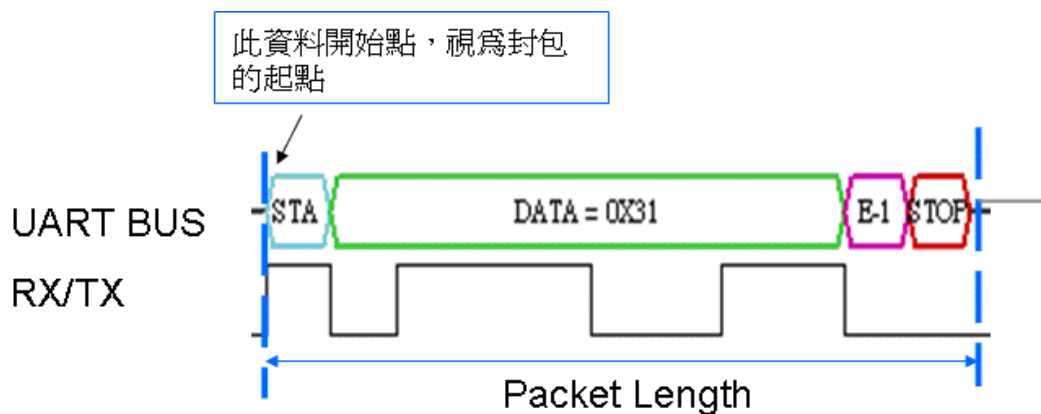 此資料開始點，視為封包
的起點
UART BUS
STA
DATA = 0X31
E-1
STOP
RX/TX
Packet Length